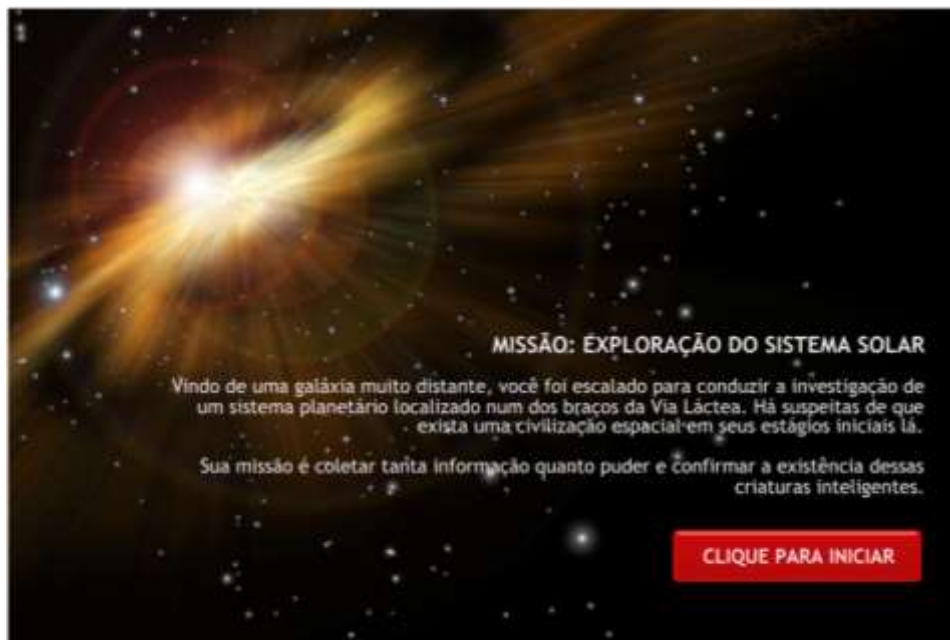 MISSÃO: EXPLORAÇÃO DO SISTEMA SOLAR
Vindo de uma galáxia muito distante, você foi escalado para conduzir a investigação de
um sistema planetário localizado num dos braços da Via Láctea. Há suspeitas de que
exista uma civilização espacial em seus estágios iniciais lá.
Sua missão é coletar tanta informação quanto puder e confirmar a existência dessas
criaturas inteligentes.
CLIQUE PARA INICIAR